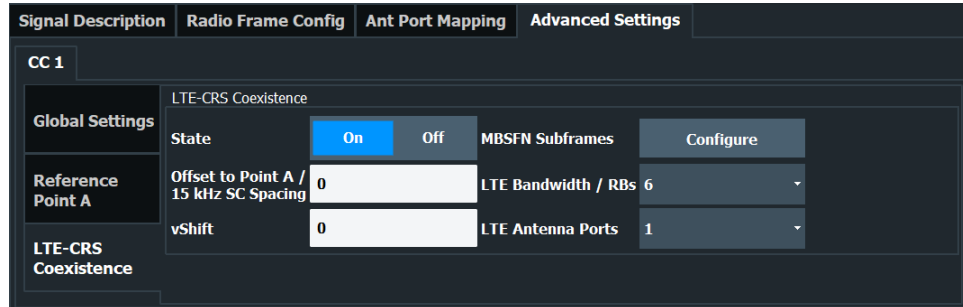 Signal Description Radio Frame Config Ant Port Mapping Advanced Settings
CC 1
Global Settings
Reference
Point A
LTE-CRS
Coexistence
LTE-CRS Coexistence
State On Off MBSFN Subframes Configure
Offset to Point A /
15 kHz SC Spacing 0 LTE Bandwidth / RBs 6
vShift 0 LTE Antenna Ports 1